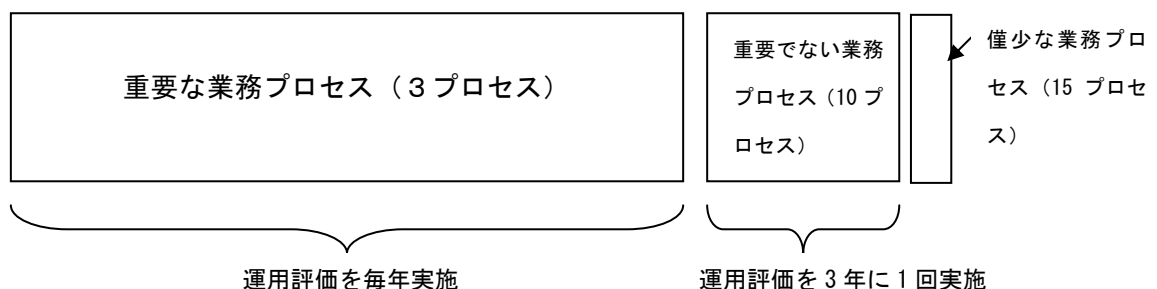 重要な業務プロセス（３プロセス）
重要でない業務
プロセス（10 プ
ロセス）
僅少な業務プロ
セス（15 プロセ
ス）
運用評価を毎年実施
運用評価を 3 年に 1 回実施